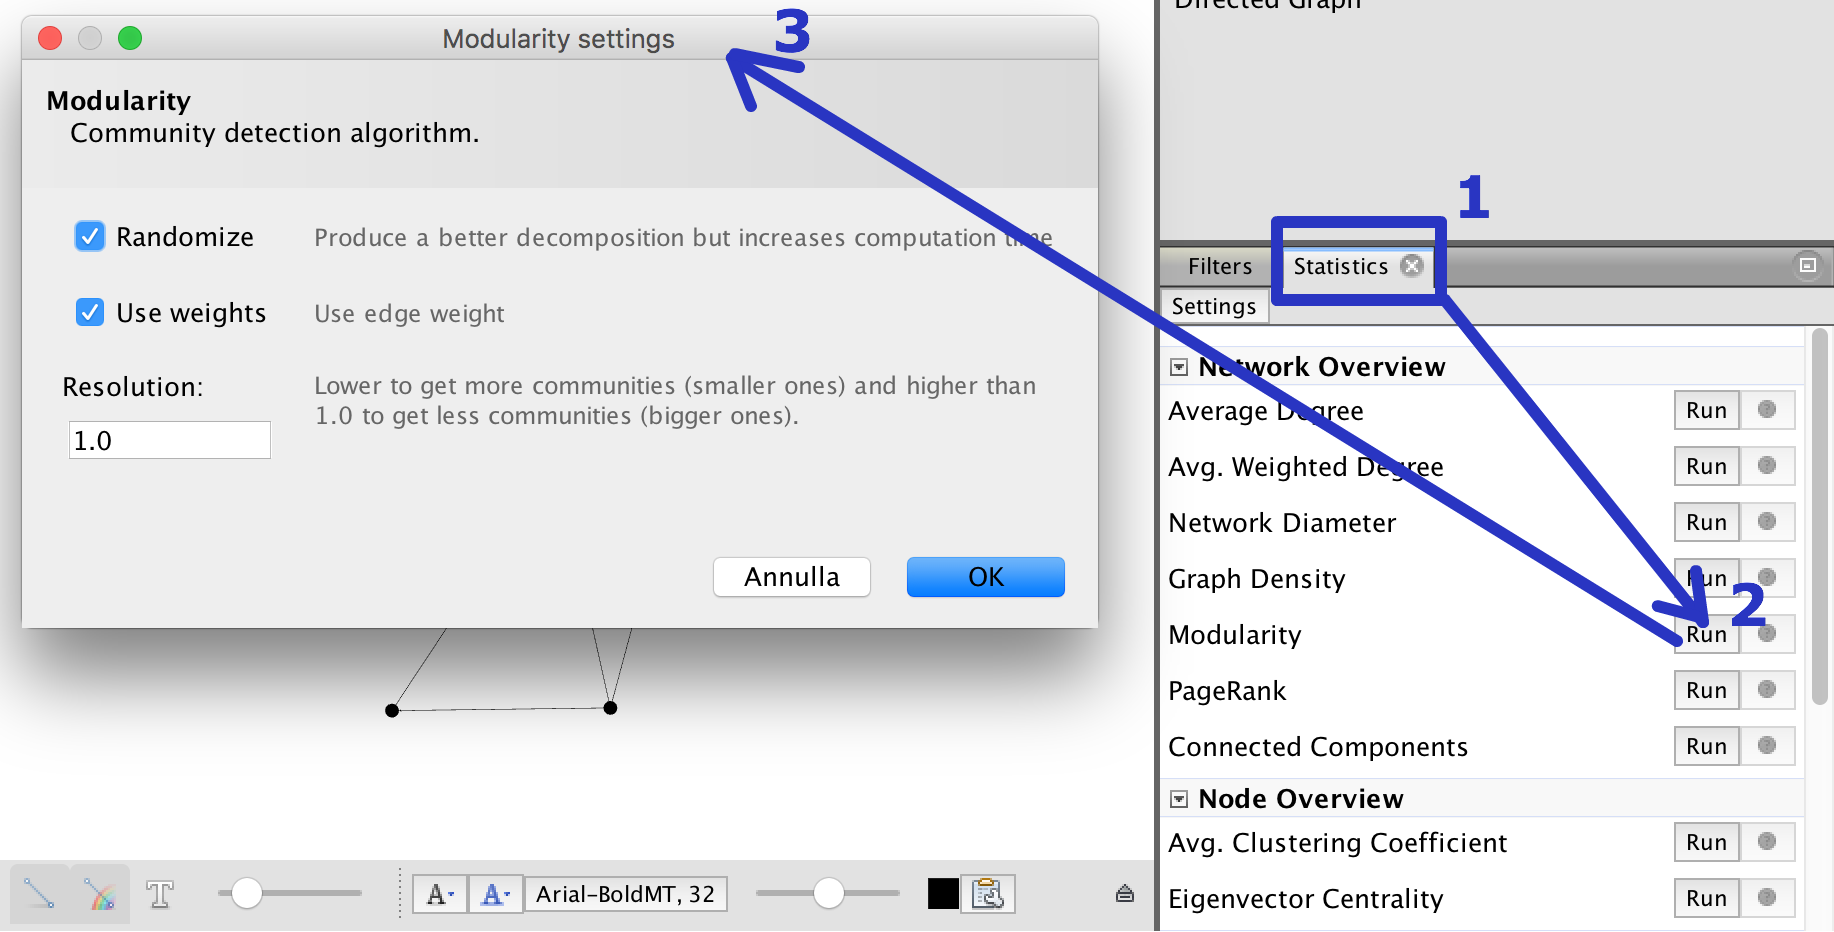 Directed Graph
3
Modularity settings
Modularity
Community detection algorithm.
Randomize
Produce a better decomposition but increases computation time
Use weights
Use edge weight
Resolution:
Lower to get more communities (smaller ones) and higher than
1.0 to get less communities (bigger ones).
1.0
Annulla
OK
1
Filters
Statistics
Settings
Network Overview
Average Degree
Run
Avg. Weighted Degree
Run
Network Diameter
Run
Graph Density
Run
2
Modularity
Run
PageRank
Run
Connected Components
Run
Node Overview
Avg. Clustering Coefficient
Run
Eigenvector Centrality
Run
T
A
A
Arial-BoldMT, 32